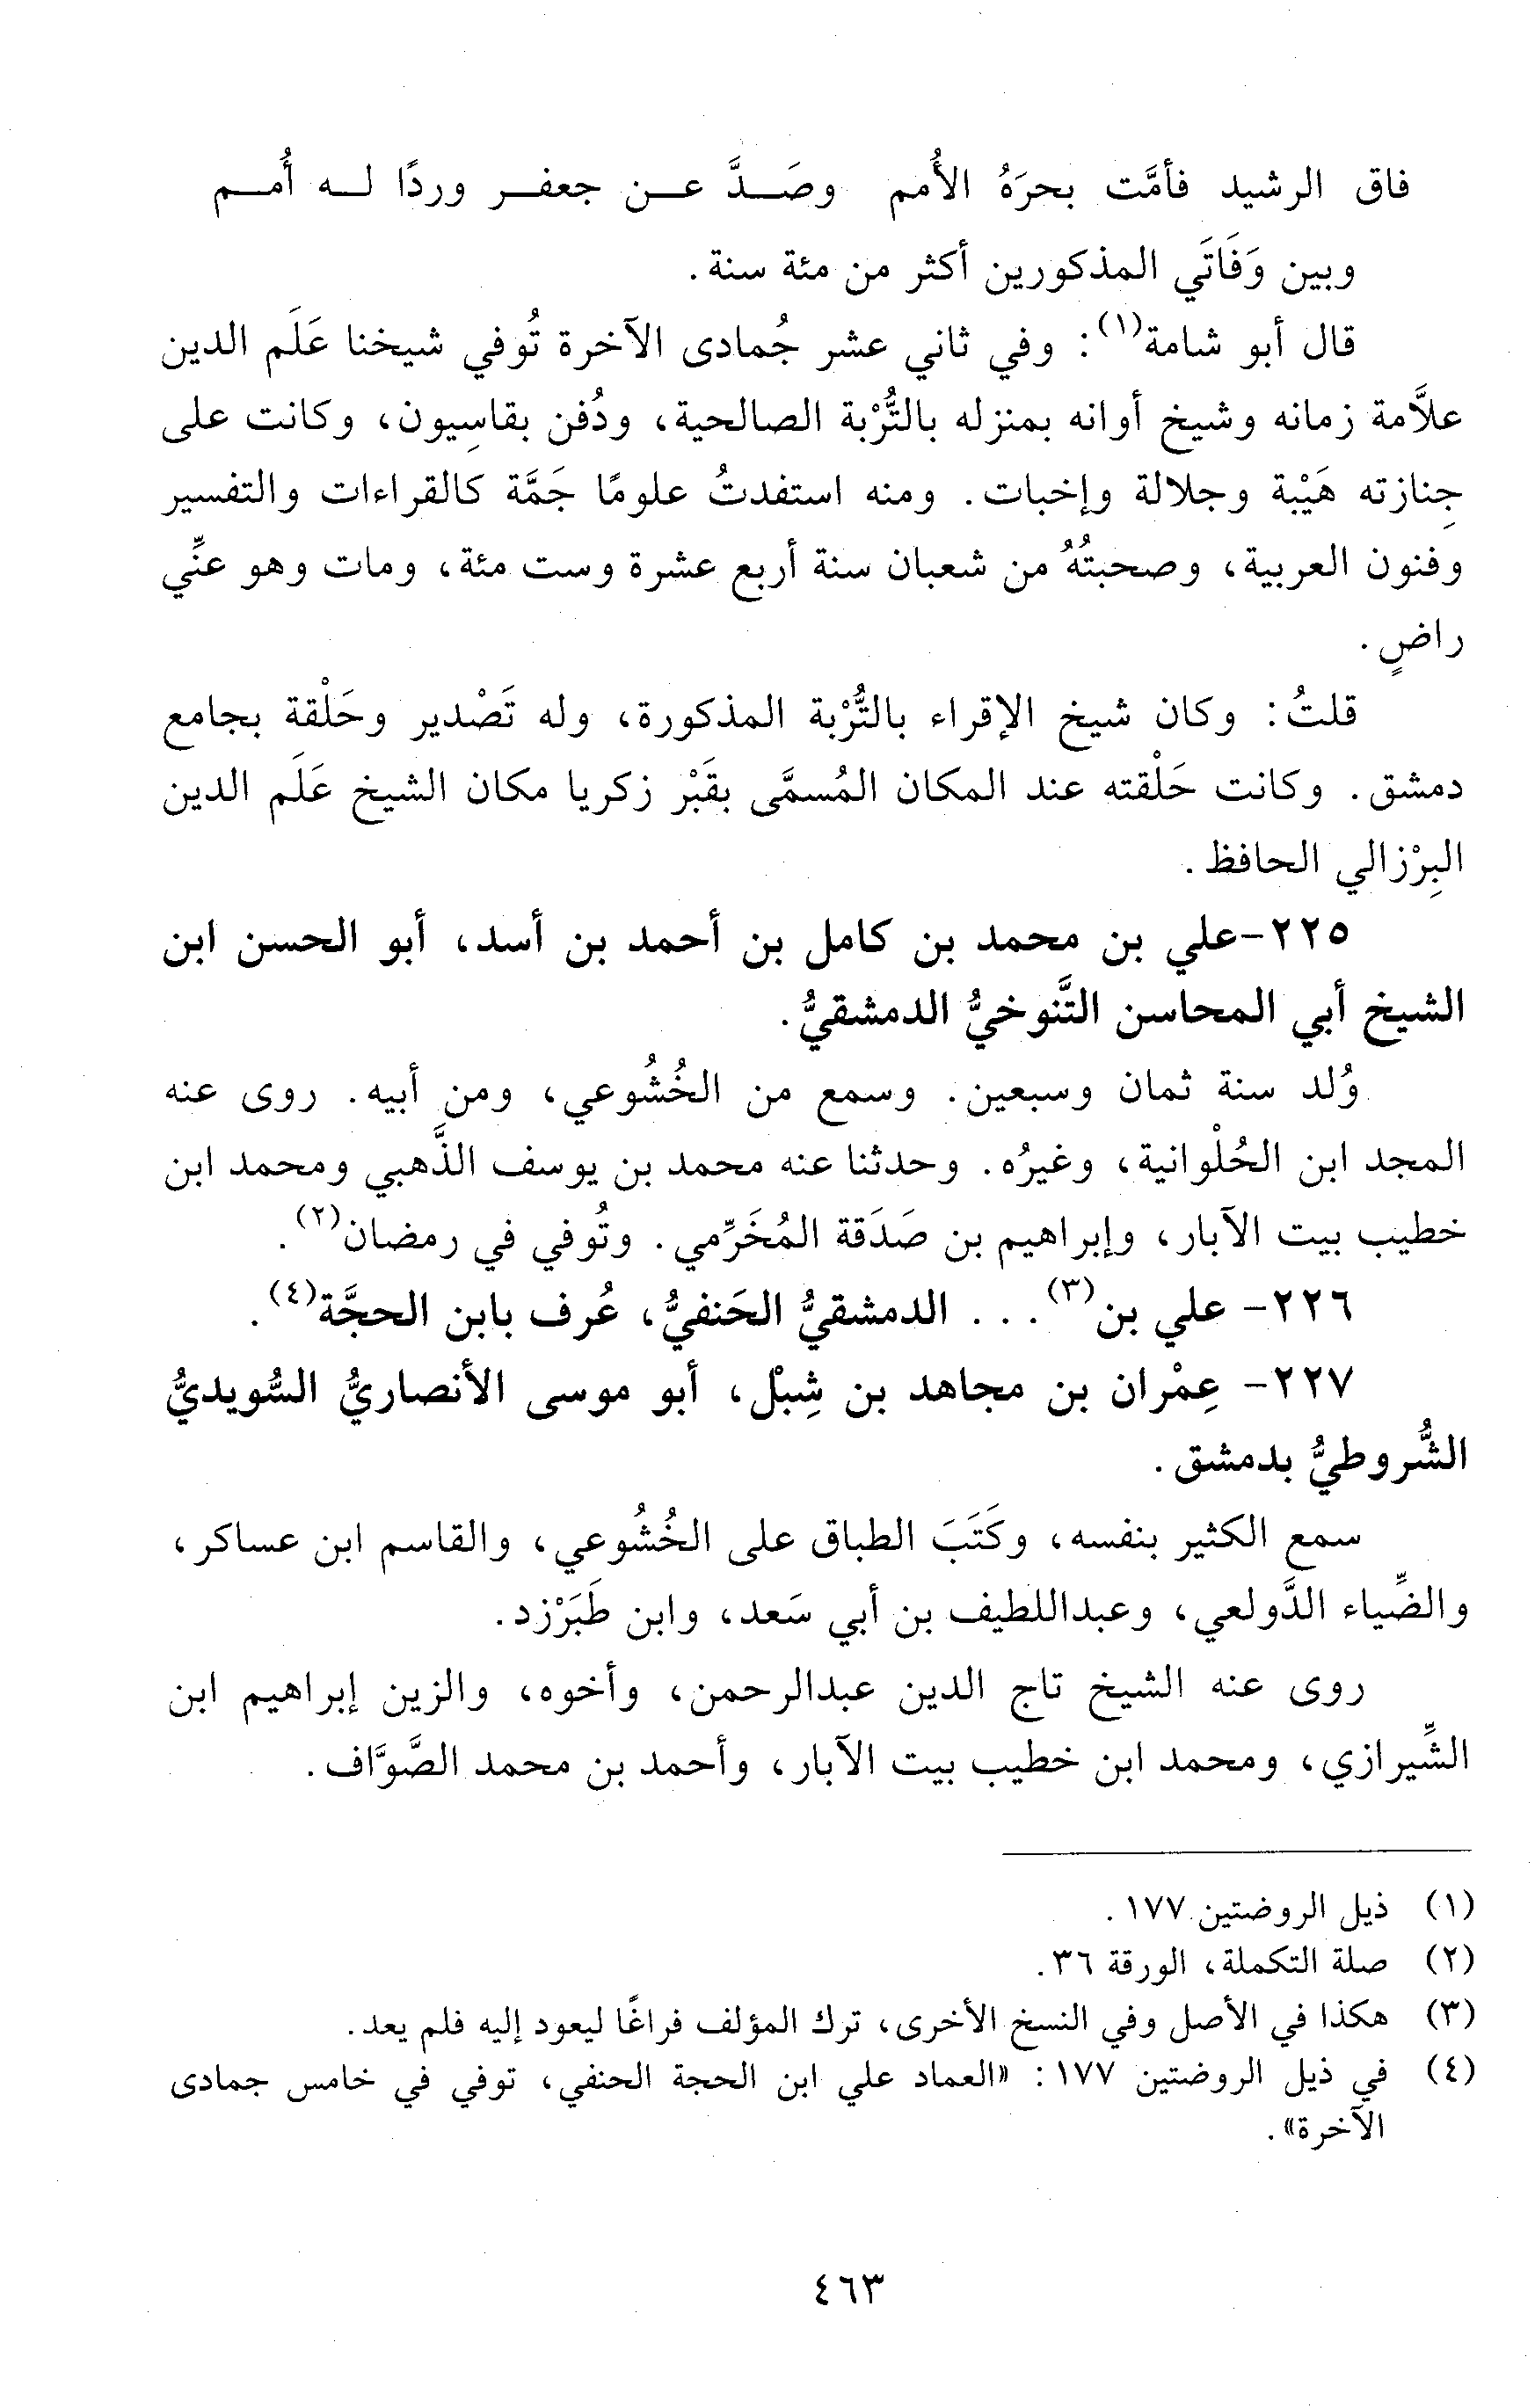 فاق الرشيد فأمَّت بحرَهُ الأُمم وصَدَّ عن جعفر وردًا له أُمم
وبين وَفَاتَي المذكورين أكثر من مئة سنة.
قال أبو شامة(١): وفي ثاني عشر جُمادى الآخرة تُوفي شيخنا عَلَم الدين
علاَّمة زمانه وشيخ أوانه بمنزله بالتُّرْبة الصالحية، ودُفن بقاسِيون، وكانت على
جِنازته هَيْبة وجلالة وإخبات. ومنه استفدتُ علومًا جَمَّة كالقراءات والتفسير
وفنون العربية، وصحبتُهُ من شعبان سنة أربع عشرة وست مئة، ومات وهو عنِّي
راضٍ.
قلتُ: وكان شيخ الإقراء بالتُّرْبة المذكورة، وله تَصْدير وحَلْقة بجامع
دمشق. وكانت حَلْقته عند المكان المُسمَّى بقَبْر زكريا مكان الشيخ عَلَم الدين
البِرْزالي الحافظ.
٢٢٥-علي بن محمد بن كامل بن أحمد بن أسد، أبو الحسن ابن
الشيخ أبي المحاسن التَّنوخيُّ الدمشقيُّ.
وُلد سنة ثمان وسبعين. وسمع من الخُشُوعي، ومن أبيه. روى عنه
المجد ابن الحُلْوانية، وغيرُه. وحدثنا عنه محمد بن يوسف الذَّهبي ومحمد ابن
خطيب بيت الآبار، وإبراهيم بن صَدَقة المُخَرِّمي. وتُوفي في رمضان(٢).
٢٢٦- علي بن(٣)... الدمشقيُّ الحَنفيُّ، عُرف بابن الحجَّة(٤).
٢٢٧- عِمْران بن مجاهد بن شِبْل، أبو موسى الأنصاريُّ السُّويديُّ
الشُّروطيُّ بدمشق.
سمع الكثير بنفسه، وكَتَبَ الطباق على الخُشُوعي، والقاسم ابن عساكر،
والضِّياء الدَّولعي، وعبداللطيف بن أبي سَعد، وابن طَبَرْزد.
روى عنه الشيخ تاج الدين عبدالرحمن، وأخوه، والزين إبراهيم ابن
الشِّيرازي، ومحمد ابن خطيب بيت الآبار، وأحمد بن محمد الصَّوَّاف.
(١) ذيل الروضتين ١٧٧.
(٢) صلة التكملة، الورقة ٣٦.
(٣) هكذا في الأصل وفي النسخ الأخرى، ترك المؤلف فراغًا ليعود إليه فلم يعد.
(٤) في ذيل الروضتين ١٧٧: «العماد علي ابن الحجة الحنفي، توفي في خامس جمادى
الآخرة».
٤٦٣